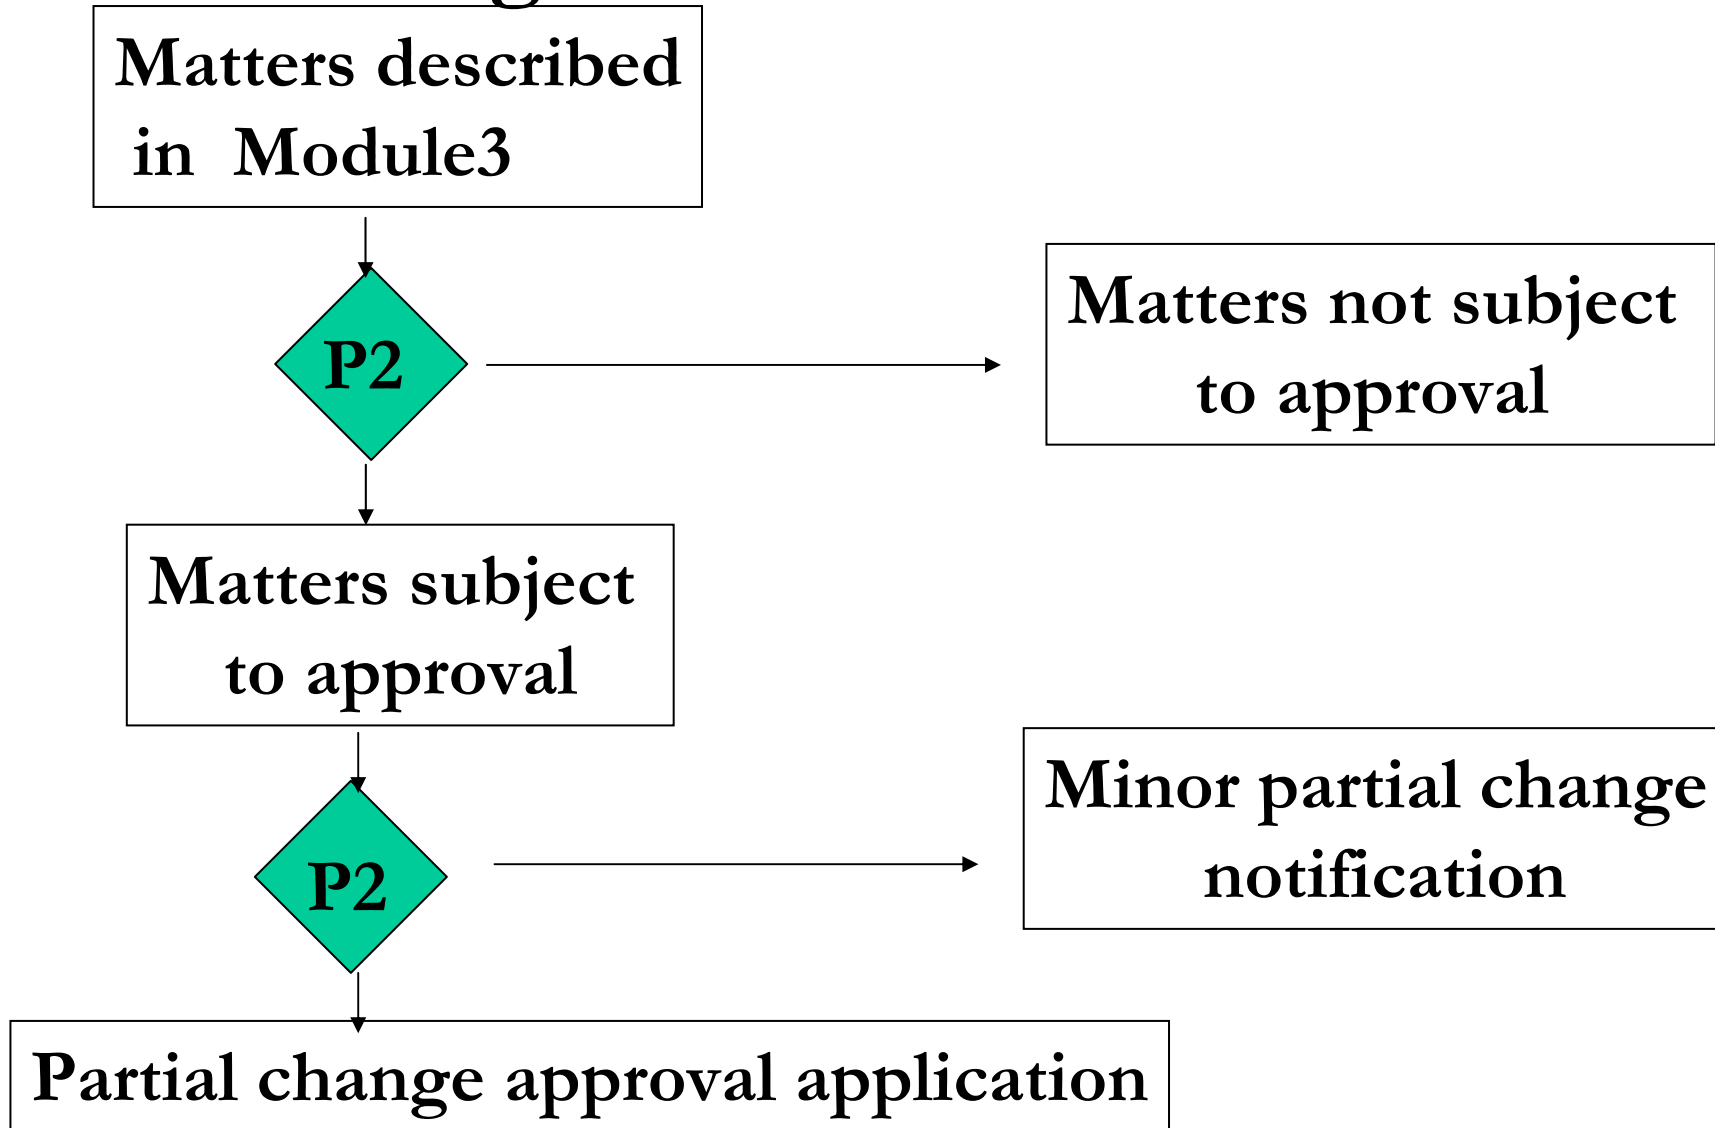 Matters described
in Module3
P2
Matters not subject
to approval
Matters subject
to approval
P2
Minor partial change
notification
Partial change approval application